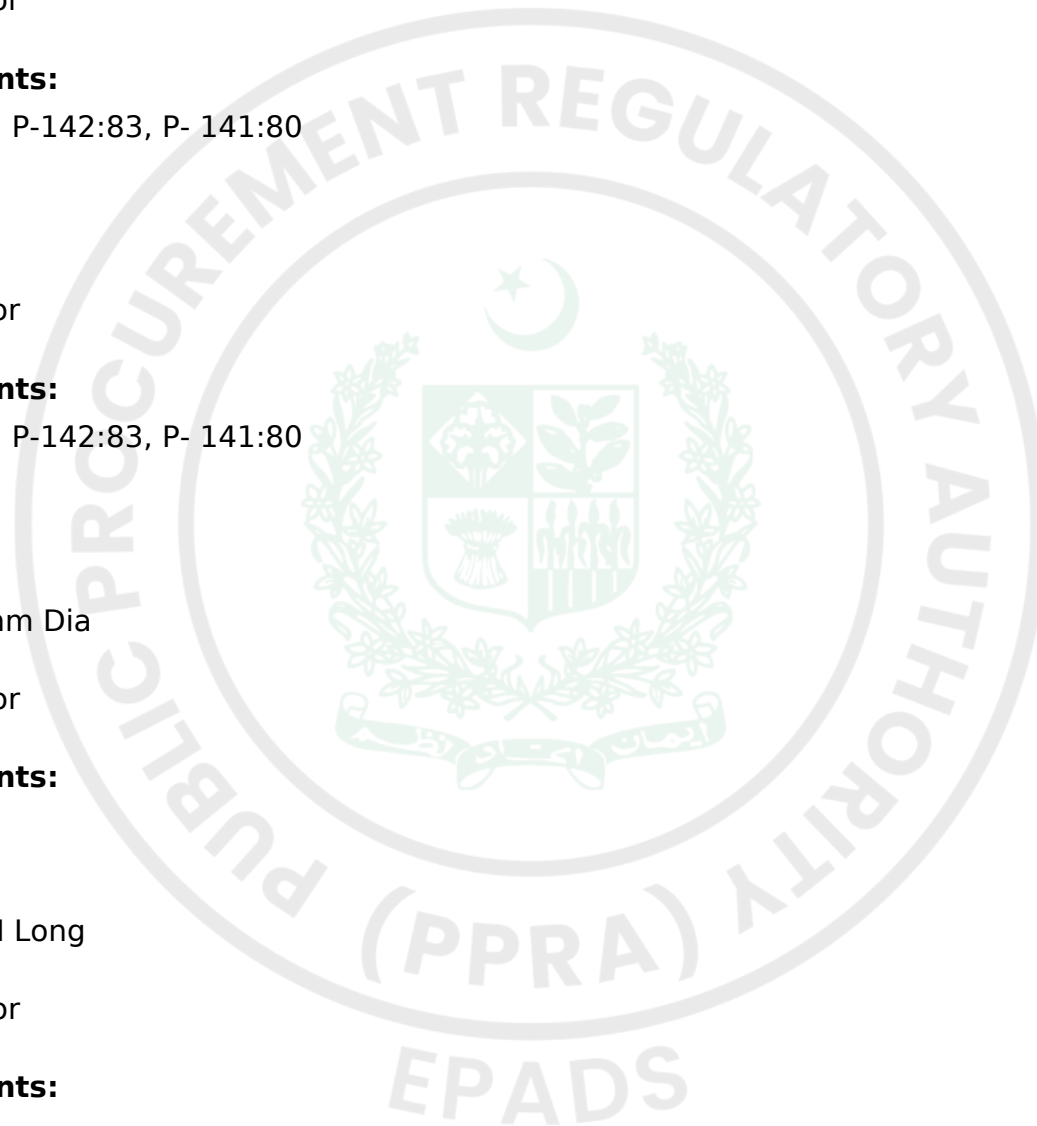 or
nts:
P-142:83, P- 141:80
or
nts:
P-142:83, P- 141:80
am Dia
or
nts:
l Long
or
nts:
PUBLIC PROCUREMENT REGULATORY AUTHORITY
(PPRA)
EPADS